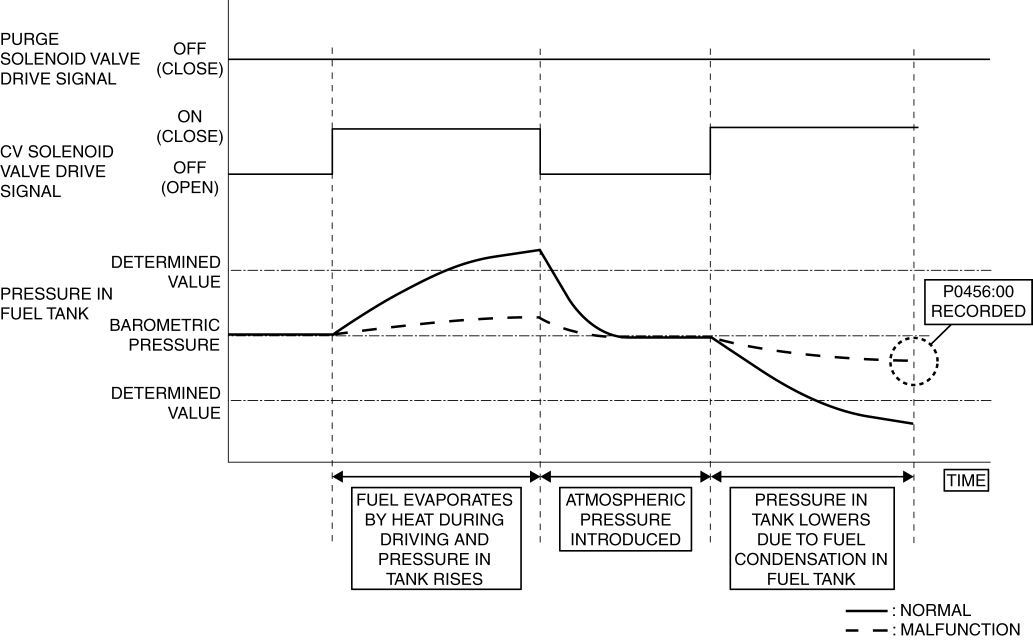 PURGE
SOLENOID VALVE
DRIVE SIGNAL
OFF
(CLOSE)
ON
(CLOSE)
CV SOLENOID
VALVE DRIVE
SIGNAL
OFF
(OPEN)
DETERMINED
VALUE
PRESSURE IN
FUEL TANK
BAROMETRIC
PRESSURE
P0456:00
RECORDED
DETERMINED
VALUE
TIME
FUEL EVAPORATES
BY HEAT DURING
DRIVING AND
PRESSURE IN
TANK RISES
ATMOSPHERIC
PRESSURE
INTRODUCED
PRESSURE IN
TANK LOWERS
DUE TO FUEL
CONDENSATION IN
FUEL TANK
: NORMAL
: MALFUNCTION